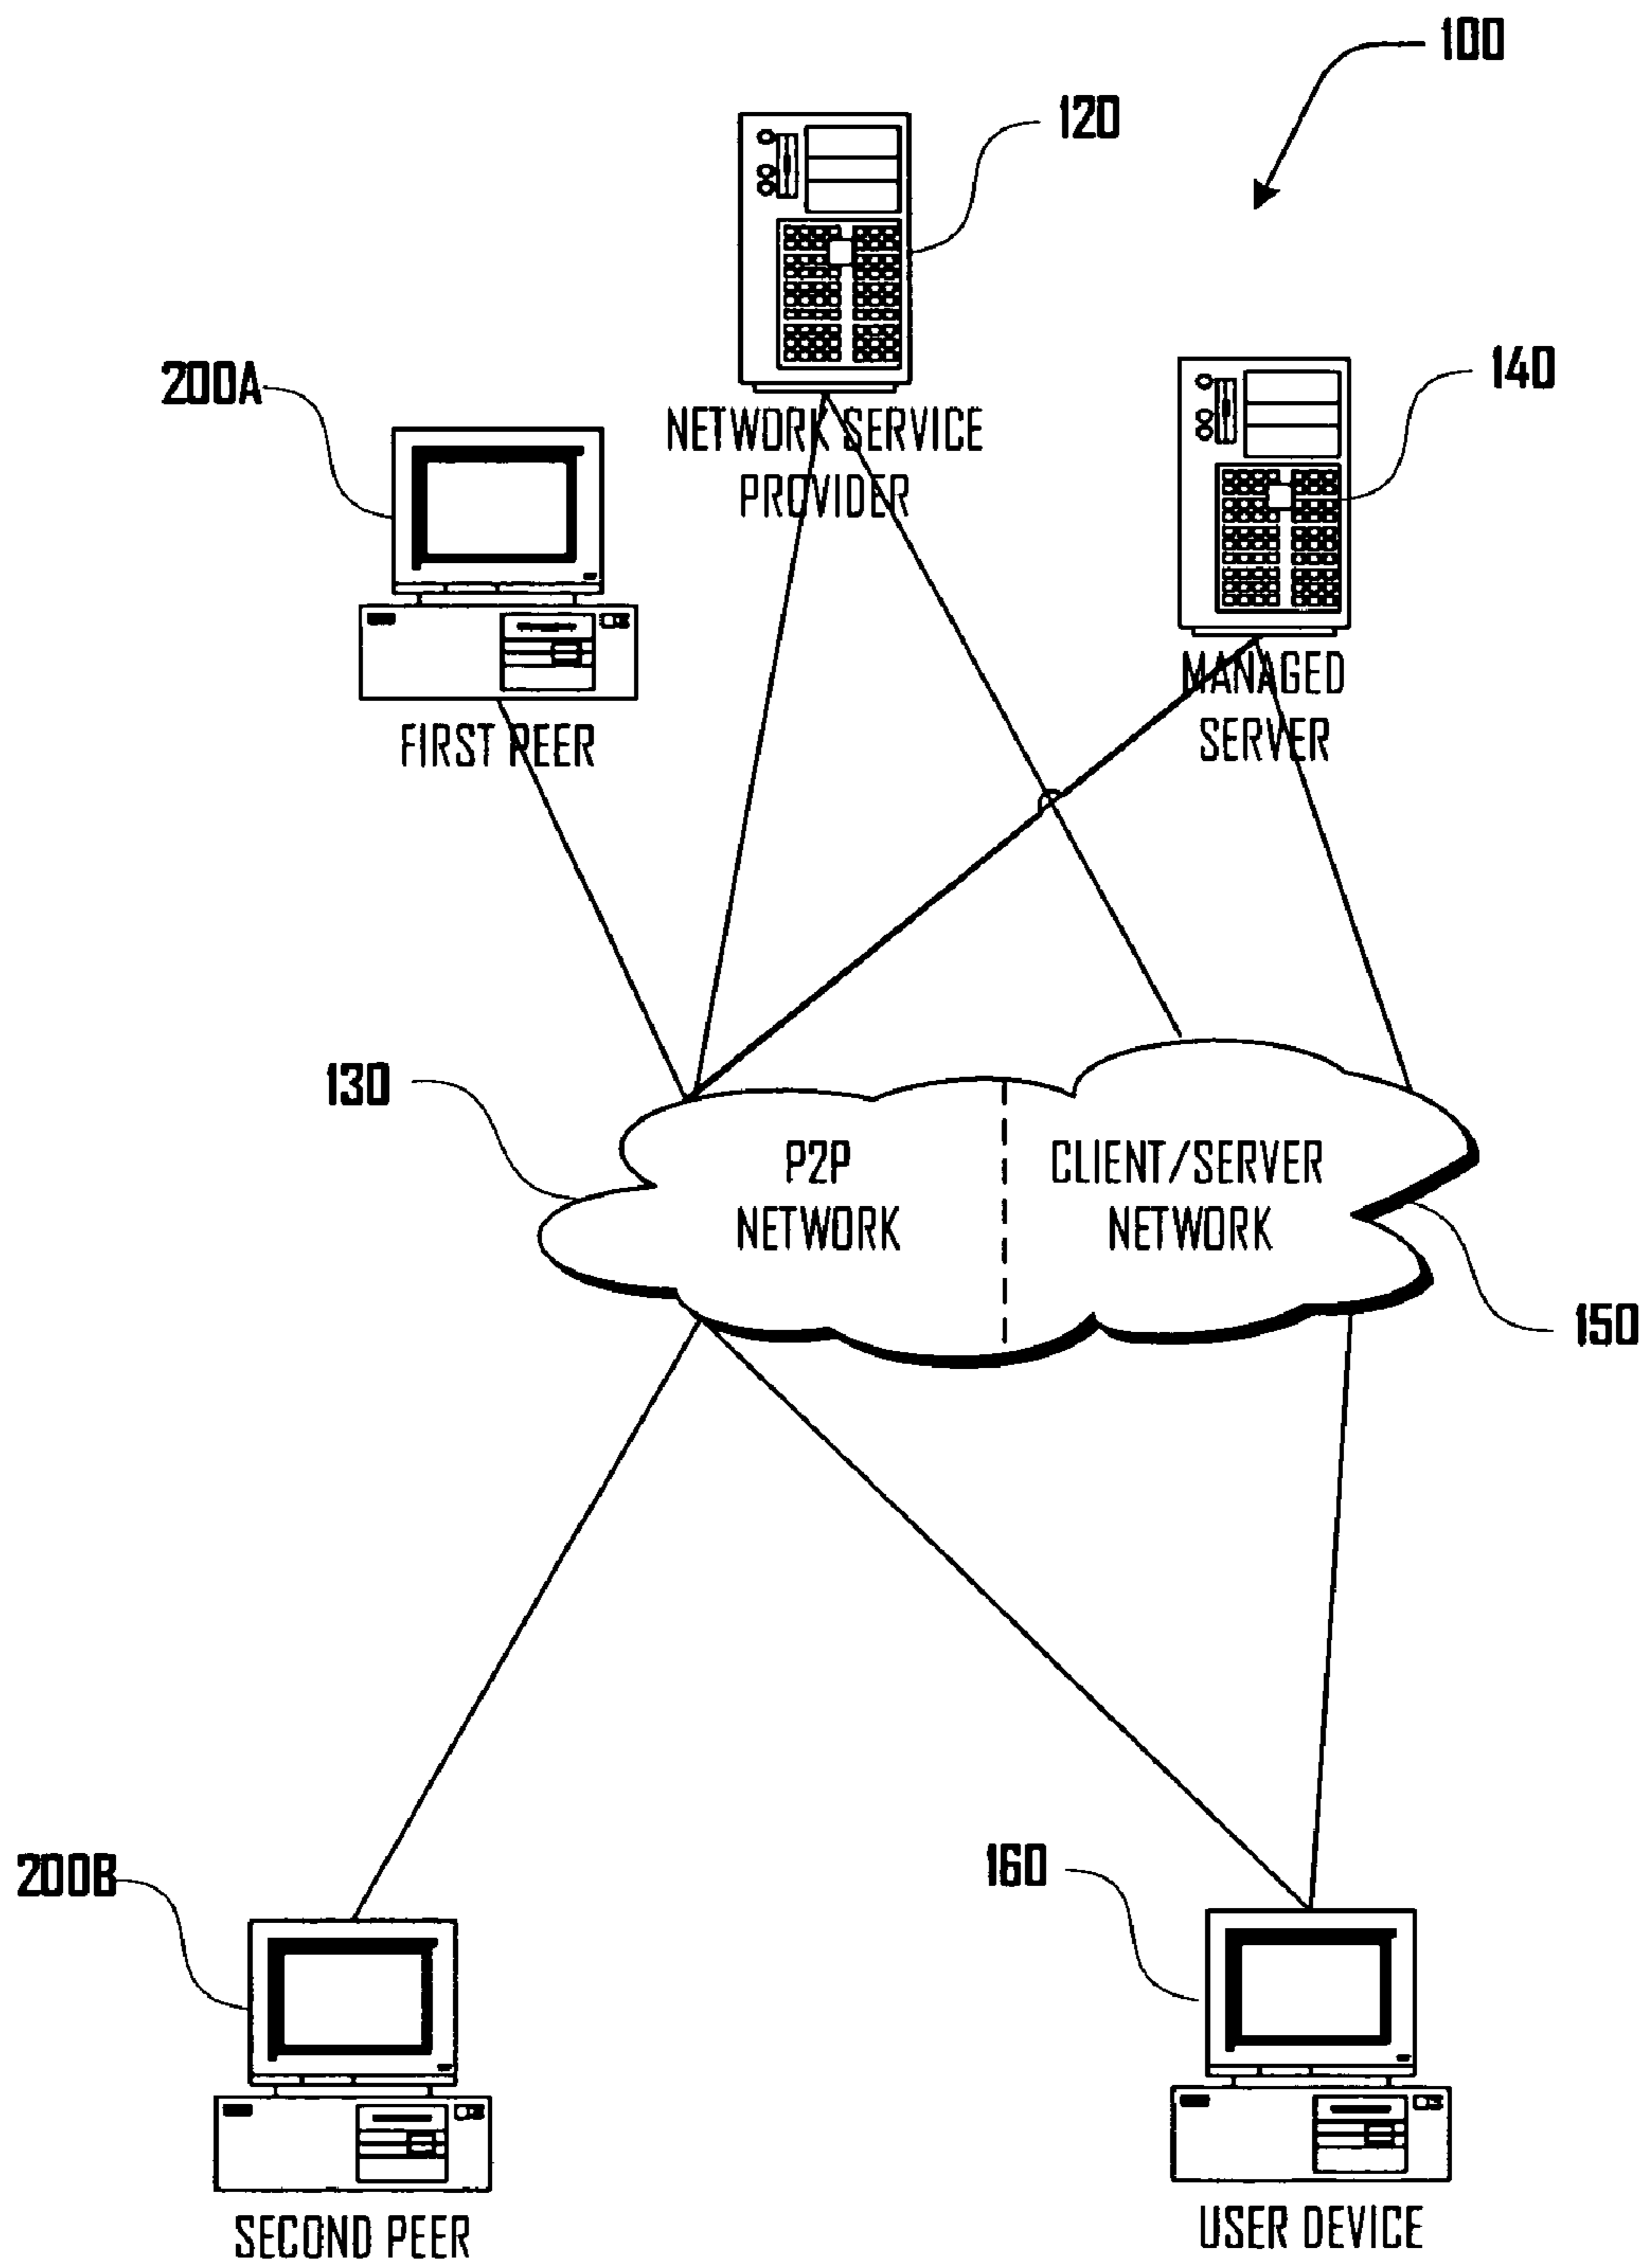 100
120
NETWORK SERVICE
PROVIDER
140
MANAGED
SERVER
200A
FIRST PEER
130
P2P
NETWORK
CLIENT/SERVER
NETWORK
150
200B
SECOND PEER
160
USER DEVICE